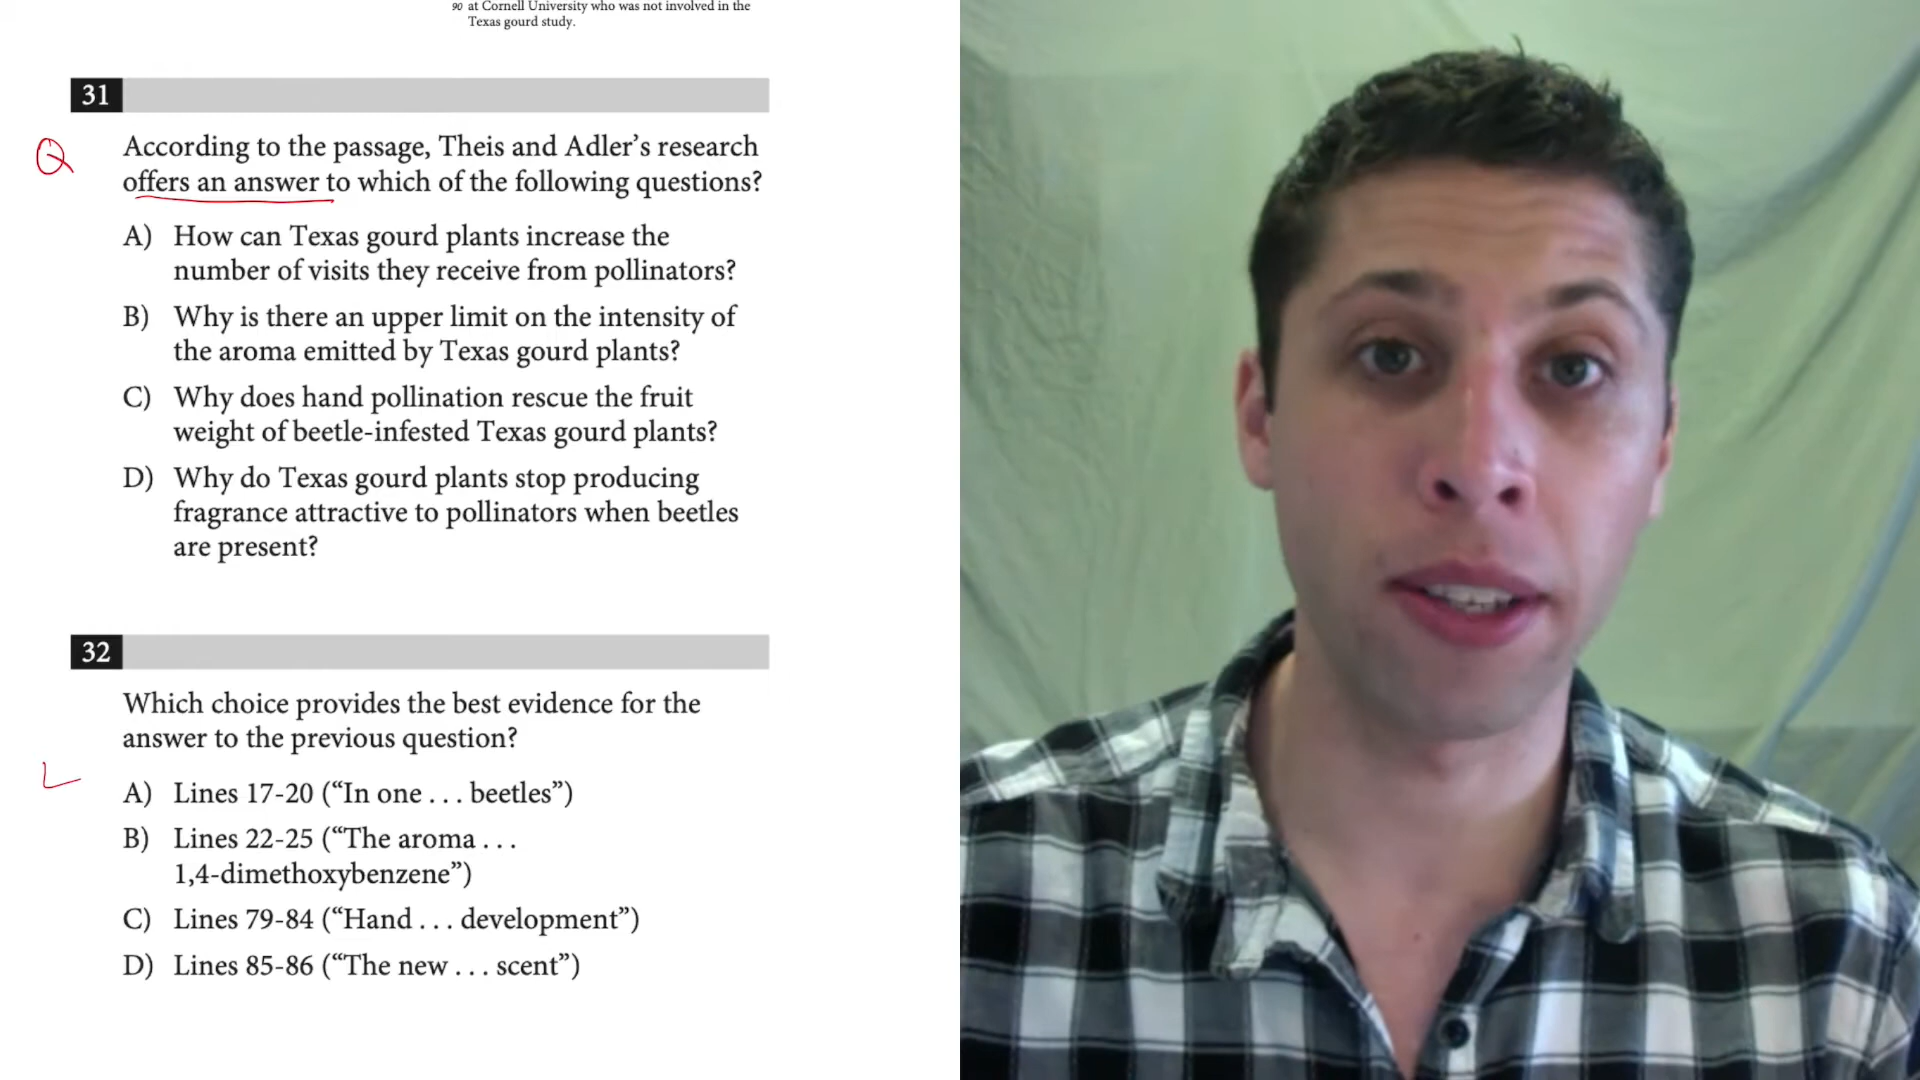 90 at Cornell University who was not involved in the
Texas gourd study.
31
Q
According to the passage, Theis and Adler’s research
offers an answer to which of the following questions?
A) How can Texas gourd plants increase the
number of visits they receive from pollinators?
B) Why is there an upper limit on the intensity of
the aroma emitted by Texas gourd plants?
C) Why does hand pollination rescue the fruit
weight of beetle-infested Texas gourd plants?
D) Why do Texas gourd plants stop producing
fragrance attractive to pollinators when beetles
are present?
32
Which choice provides the best evidence for the
answer to the previous question?
L
A) Lines 17-20 (“In one . . . beetles”)
B) Lines 22-25 (“The aroma . . .
1,4-dimethoxybenzene”)
C) Lines 79-84 (“Hand . . . development”)
D) Lines 85-86 (“The new . . . scent”)